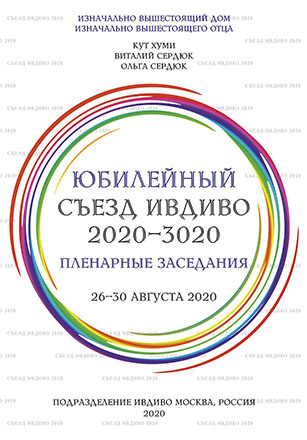 ИЗНАЧАЛЬНО ВЫШЕСТОЯЩИЙ ДОМ
ИЗНАЧАЛЬНО ВЫШЕСТОЯЩЕГО ОТЦА
КУТ ХУМИ
ВИТАЛИЙ СЕРДЮК
ОЛЬГА СЕРДЮК
ЮБИЛЕЙНЫЙ
СЪЕЗД ИВДИВО
2020–3020
ПЛЕНАРНЫЕ ЗАСЕДАНИЯ
26–30 АВГУСТА 2020
ПОДРАЗДЕЛЕНИЕ ИВДИВО МОСКВА, РОССИЯ
2020